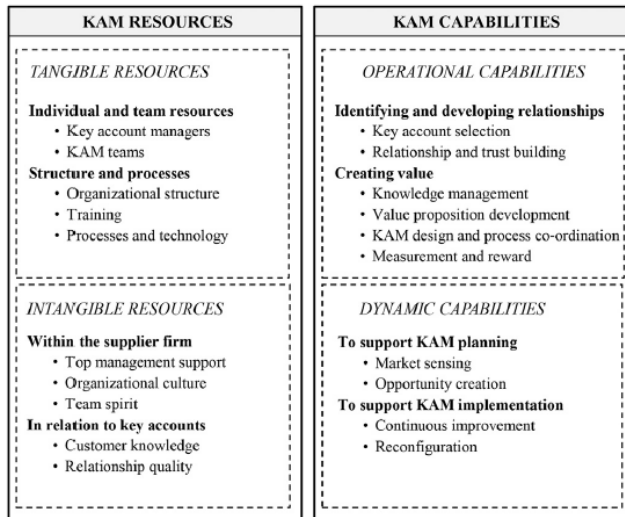 KAM RESOURCES
TANGIBLE RESOURCES
Individual and team resources
• Key account managers
• KAM teams
Structure and processes
• Organizational structure
• Training
• Processes and technology
INTANGIBLE RESOURCES
Within the supplier firm
• Top management support
• Organizational culture
• Team spirit
In relation to key accounts
• Customer knowledge
• Relationship quality
KAM CAPABILITIES
OPERATIONAL CAPABILITIES
Identifying and developing relationships
• Key account selection
• Relationship and trust building
Creating value
• Knowledge management
• Value proposition development
• KAM design and process co-ordination
• Measurement and reward
DYNAMIC CAPABILITIES
To support KAM planning
• Market sensing
• Opportunity creation
To support KAM implementation
• Continuous improvement
• Reconfiguration